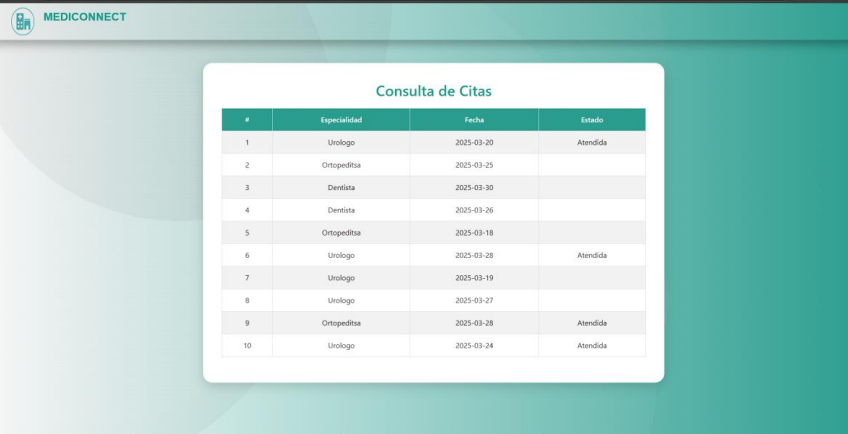 MEDICONNECT
Consulta de Citas
# Especialidad Fecha Estado
1 Urologo 2025-03-20 Atendida
2 Ortopeditsa 2025-03-25
3 Dentista 2025-03-30
4 Dentista 2025-03-26
5 Ortopeditsa 2025-03-18
6 Urologo 2025-03-28 Atendida
7 Urologo 2025-03-19
8 Urologo 2025-03-27
9 Ortopeditsa 2025-03-28 Atendida
10 Urologo 2025-03-24 Atendida